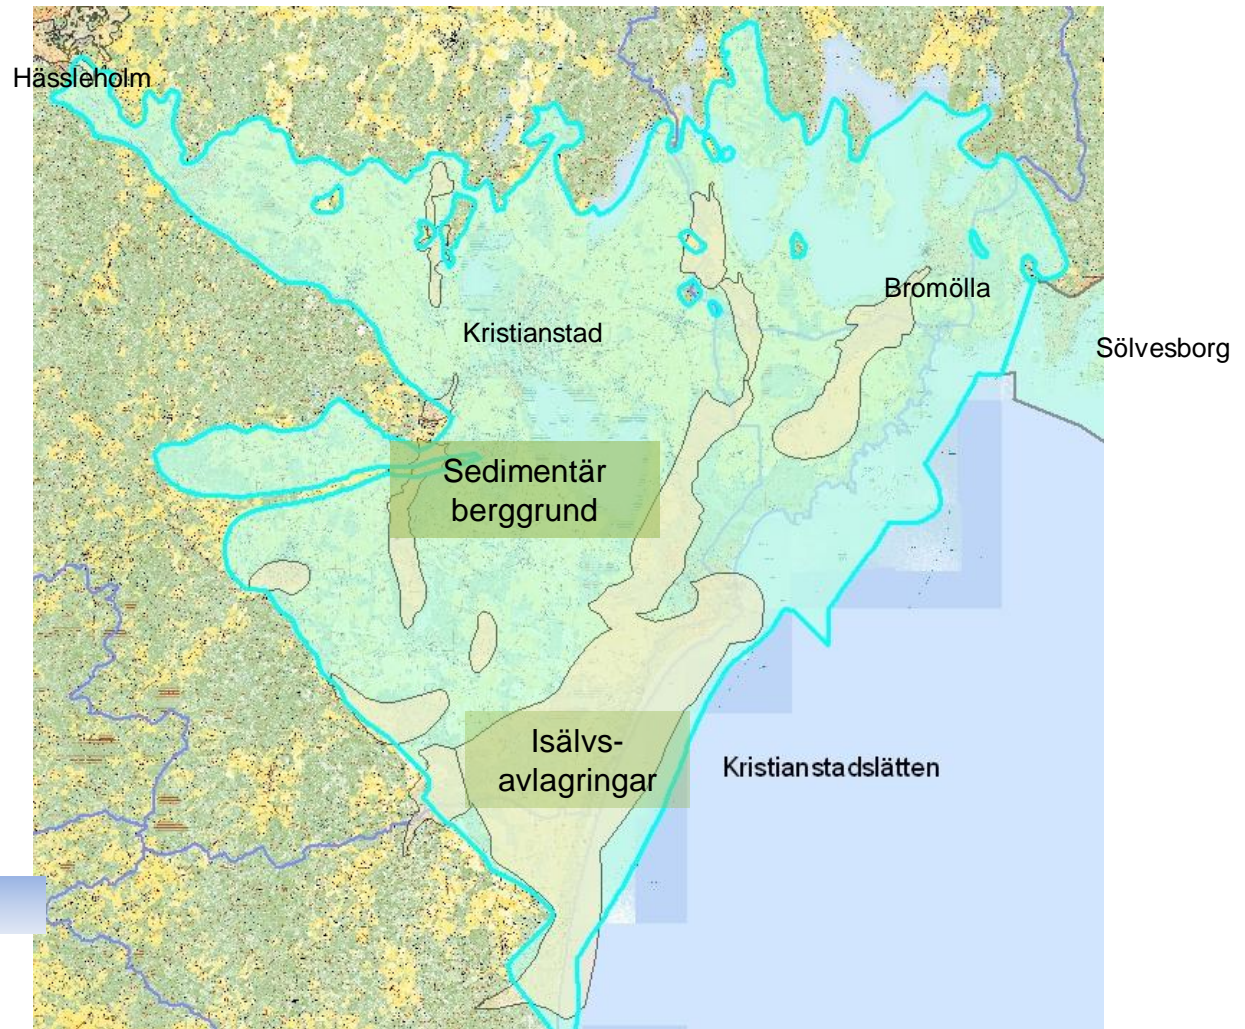 Hässleholm
Bromölla
Kristianstad
Sölvesborg
Sedimentär
berggrund
Isälvs-
avlagringar
Kristianstadslätten